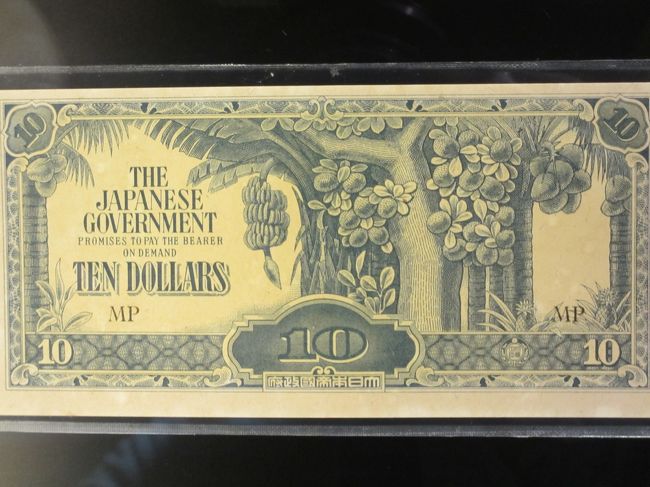 10 10
THE
JAPANESE
GOVERNMENT
PROMISES TO PAY THE BEARER
ON DEMAND
TEN DOLLARS
MP MP
10 10 10
府政國帝本日大